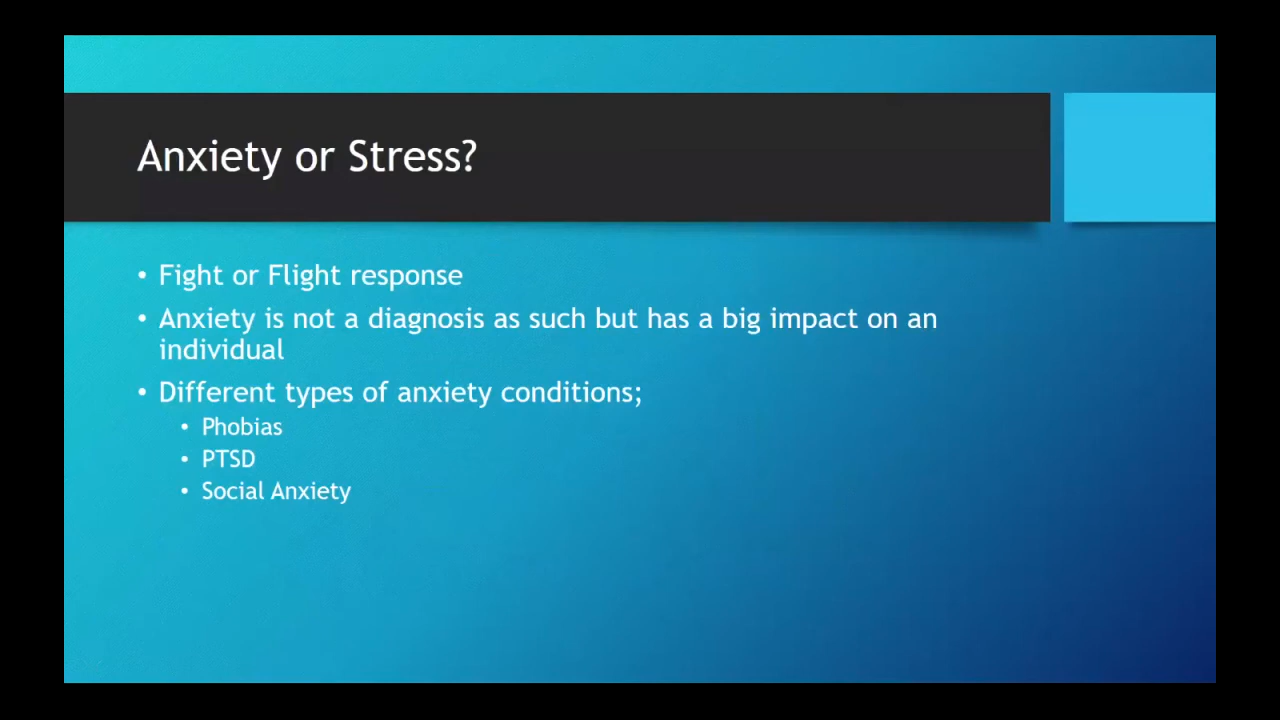 Anxiety or Stress?
• Fight or Flight response
• Anxiety is not a diagnosis as such but has a big impact on an
individual
• Different types of anxiety conditions;
• Phobias
• PTSD
• Social Anxiety